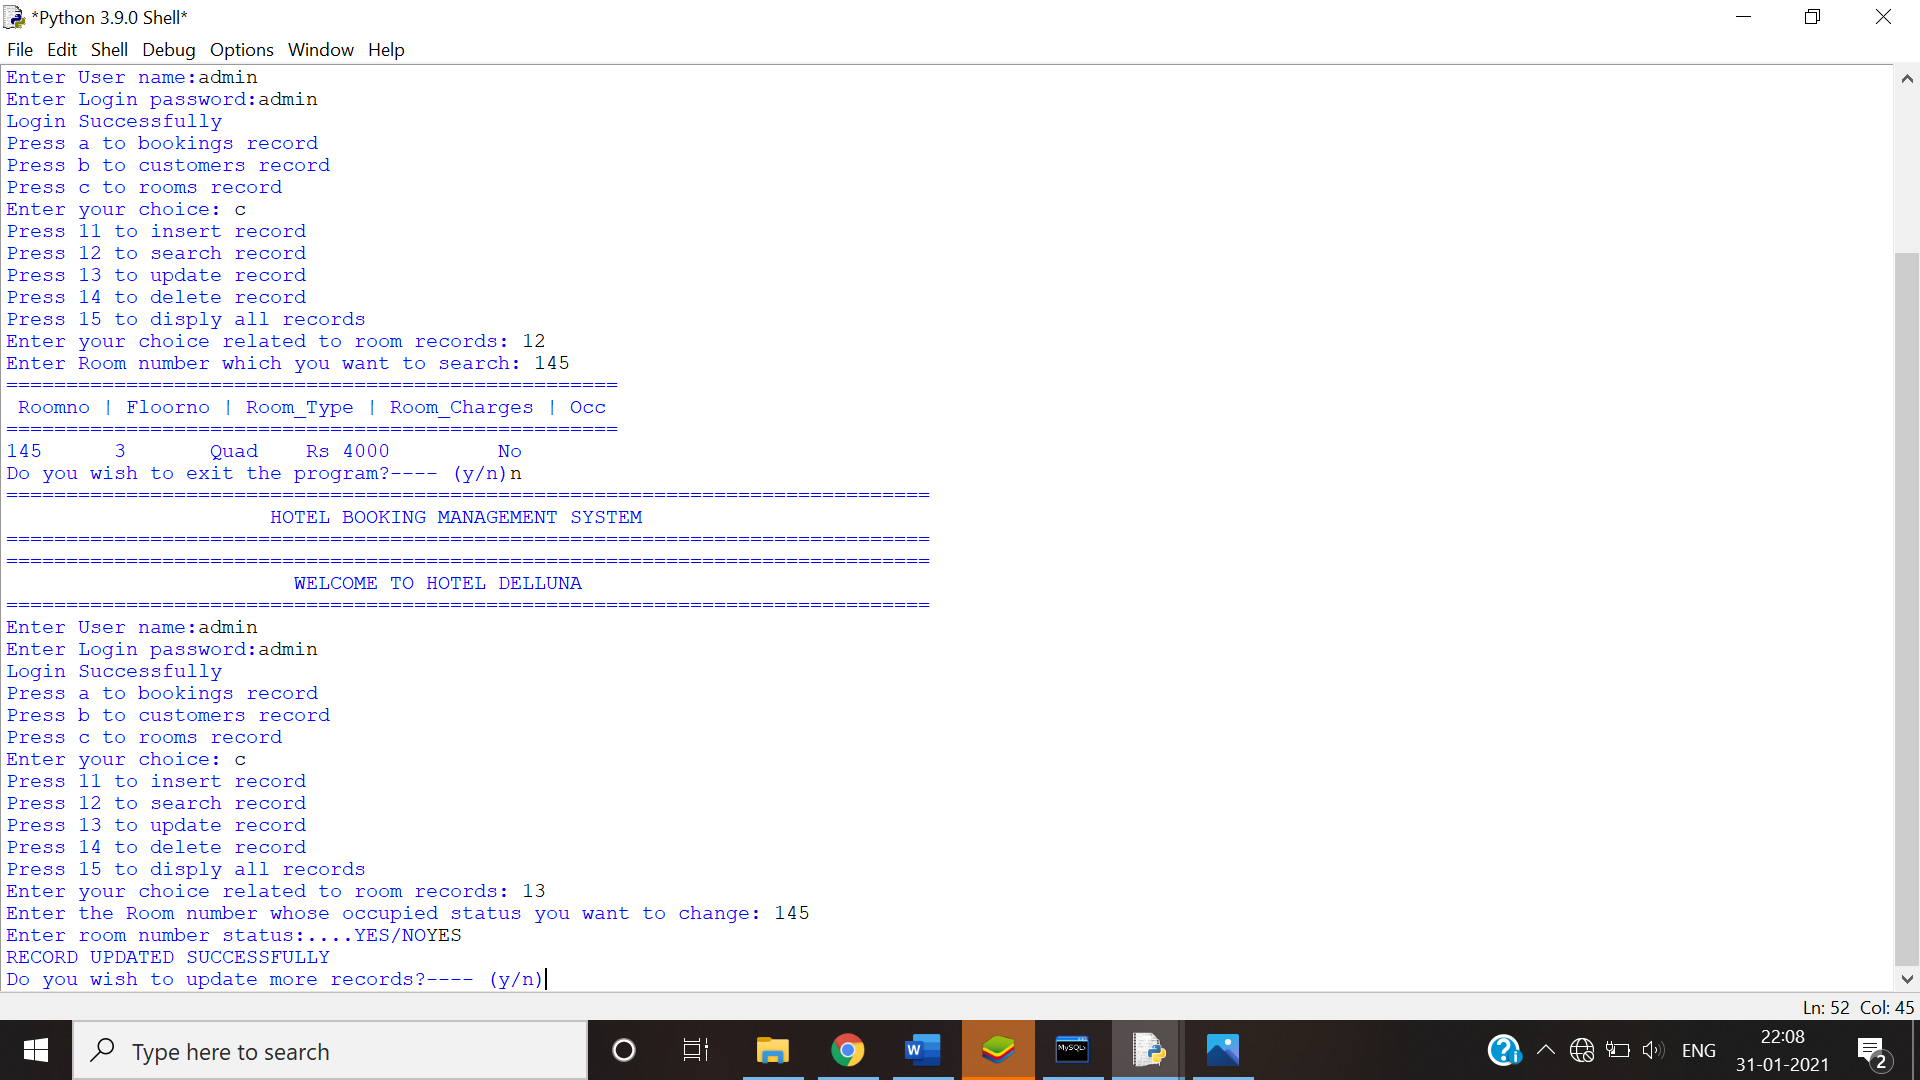 *Python 3.9.0 Shell*
File Edit Shell Debug Options Window Help
Enter User name:admin
Enter Login password:admin
Login Successfully
Press a to bookings record
Press b to customers record
Press c to rooms record
Enter your choice: c
Press 11 to insert record
Press 12 to search record
Press 13 to update record
Press 14 to delete record
Press 15 to disply all records
Enter your choice related to room records: 12
Enter Room number which you want to search: 145
===================================================
Roomno | Floorno | Room_Type | Room_Charges | Occ
===================================================
145 3 Quad Rs 4000 No
Do you wish to exit the program?---- (y/n)n
=============================================================================
HOTEL BOOKING MANAGEMENT SYSTEM
=============================================================================
=============================================================================
WELCOME TO HOTEL DELLUNA
=============================================================================
Enter User name:admin
Enter Login password:admin
Login Successfully
Press a to bookings record
Press b to customers record
Press c to rooms record
Enter your choice: c
Press 11 to insert record
Press 12 to search record
Press 13 to update record
Press 14 to delete record
Press 15 to disply all records
Enter your choice related to room records: 13
Enter the Room number whose occupied status you want to change: 145
Enter room number status:....YES/NOYES
RECORD UPDATED SUCCESSFULLY
Do you wish to update more records?---- (y/n)
Ln: 52 Col: 45
Type here to search
W
MySQL
ENG
22:08
31-01-2021
2